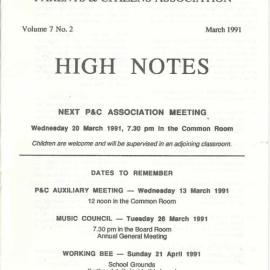 PARENTS & CITIZENS ASSOCIATION
Volume 7 No. 2 March 1991
HIGH NOTES
NEXT P&C ASSOCIATION MEETING
Wednesday 20 March 1991, 7.30 pm in the Common Room
Children are welcome and will be supervised in an adjoining classroom.
DATES TO REMEMBER
P&C AUXILIARY MEETING — Wednesday 13 March 1991
12 noon in the Common Room
MUSIC COUNCIL — Tuesday 26 March 1991
7.30 pm in the Board Room
Annual General Meeting
WORKING BEE — Sunday 21 April 1991
School Grounds